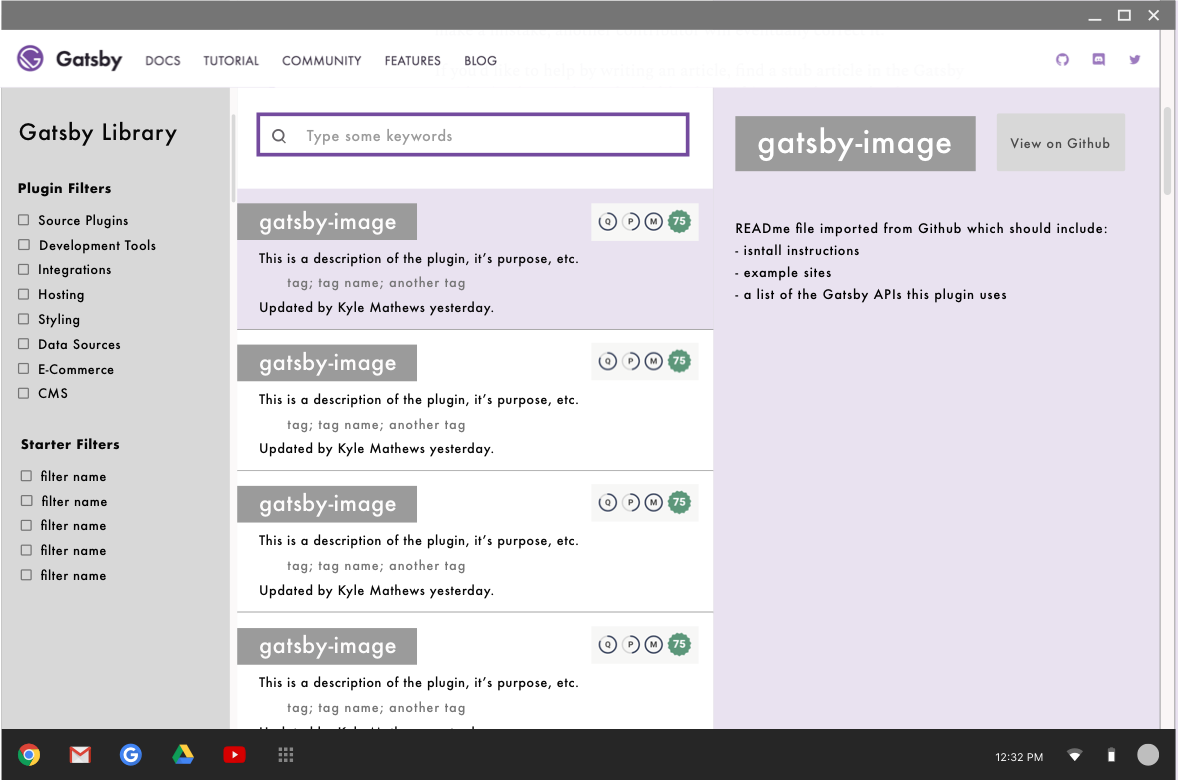 Gatsby DOCS TUTORIAL COMMUNITY FEATURES BLOG
Gatsby Library
Plugin Filters
Source Plugins
Development Tools
Integrations
Hosting
Styling
Data Sources
E-Commerce
CMS
Starter Filters
filter name
filter name
filter name
filter name
filter name
Type some keywords
gatsby-image
Q P M 75
This is a description of the plugin, it’s purpose, etc.
tag; tag name; another tag
Updated by Kyle Mathews yesterday.
gatsby-image
Q P M 75
This is a description of the plugin, it’s purpose, etc.
tag; tag name; another tag
Updated by Kyle Mathews yesterday.
gatsby-image
Q P M 75
This is a description of the plugin, it’s purpose, etc.
tag; tag name; another tag
Updated by Kyle Mathews yesterday.
gatsby-image
Q P M 75
This is a description of the plugin, it’s purpose, etc.
tag; tag name; another tag
gatsby-image
View on Github
READme file imported from Github which should include:
- isntall instructions
- example sites
- a list of the Gatsby APIs this plugin uses
12:32 PM